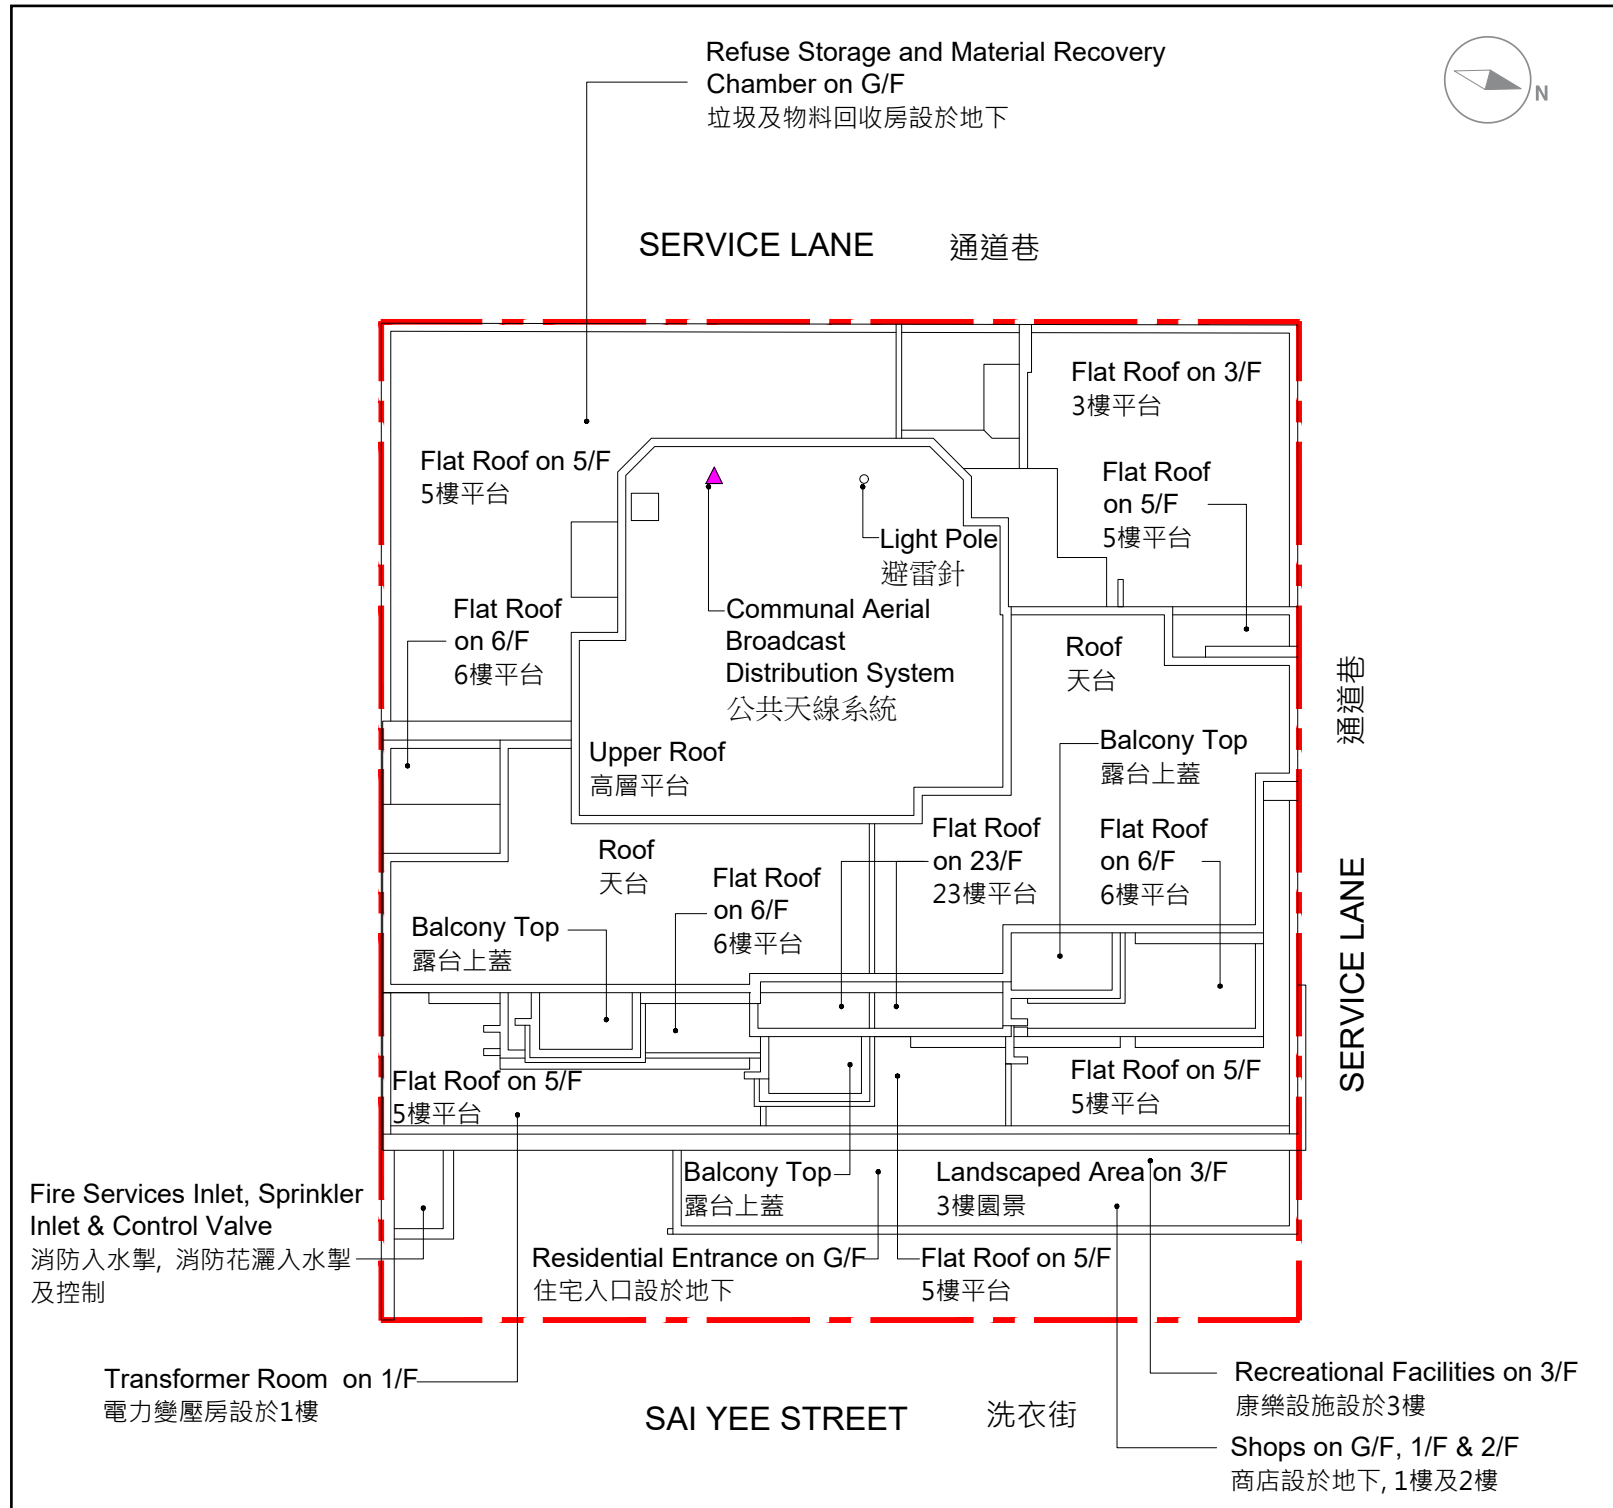 Refuse Storage and Material Recovery
Chamber on G/F
垃圾及物料回收房設於地下
N
SERVICE LANE 通道巷
Flat Roof on 3/F
3樓平台
Flat Roof on 5/F
5樓平台
Flat Roof
on 5/F
5樓平台
Light Pole
避雷針
Flat Roof
on 6/F
6樓平台
Communal Aerial
Broadcast
Distribution System
公共天線系統
Roof
天台
通道巷
Upper Roof
高層平台
Balcony Top
露台上蓋
Flat Roof
on 23/F
23樓平台
Flat Roof
on 6/F
6樓平台
Roof
天台
Flat Roof
on 6/F
6樓平台
Balcony Top
露台上蓋
SERVICE LANE
Flat Roof on 5/F
5樓平台
Flat Roof on 5/F
5樓平台
Balcony Top
露台上蓋
Landscaped Area on 3/F
3樓園景
Fire Services Inlet, Sprinkler
Inlet & Control Valve
消防入水掣, 消防花灑入水掣
及控制
Residential Entrance on G/F
住宅入口設於地下
Flat Roof on 5/F
5樓平台
Transformer Room on 1/F
電力變壓房設於1樓
SAI YEE STREET 洗衣街
Recreational Facilities on 3/F
康樂設施設於3樓
Shops on G/F, 1/F & 2/F
商店設於地下, 1樓及2樓